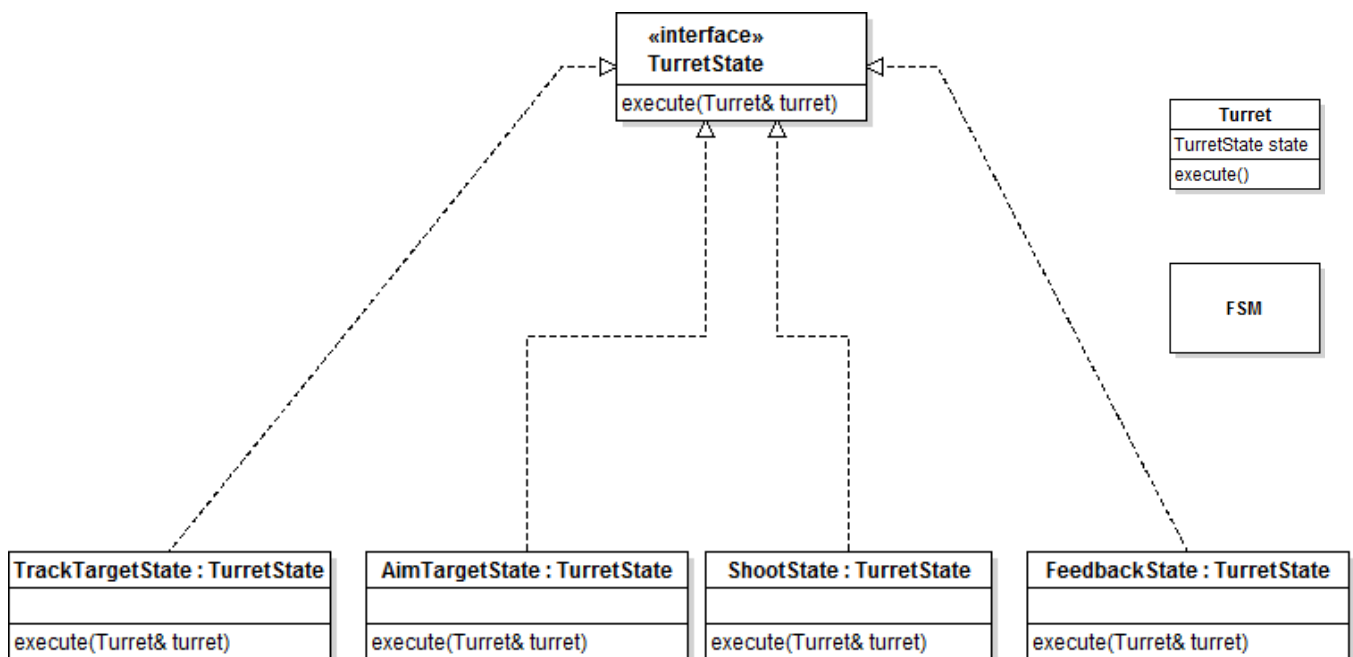 «interface»
TurretState
execute(Turret& turret)
Turret
TurretState state
execute()
FSM
TrackTargetState : TurretState
execute(Turret& turret)
AimTargetState : TurretState
execute(Turret& turret)
ShootState : TurretState
execute(Turret& turret)
FeedbackState : TurretState
execute(Turret& turret)